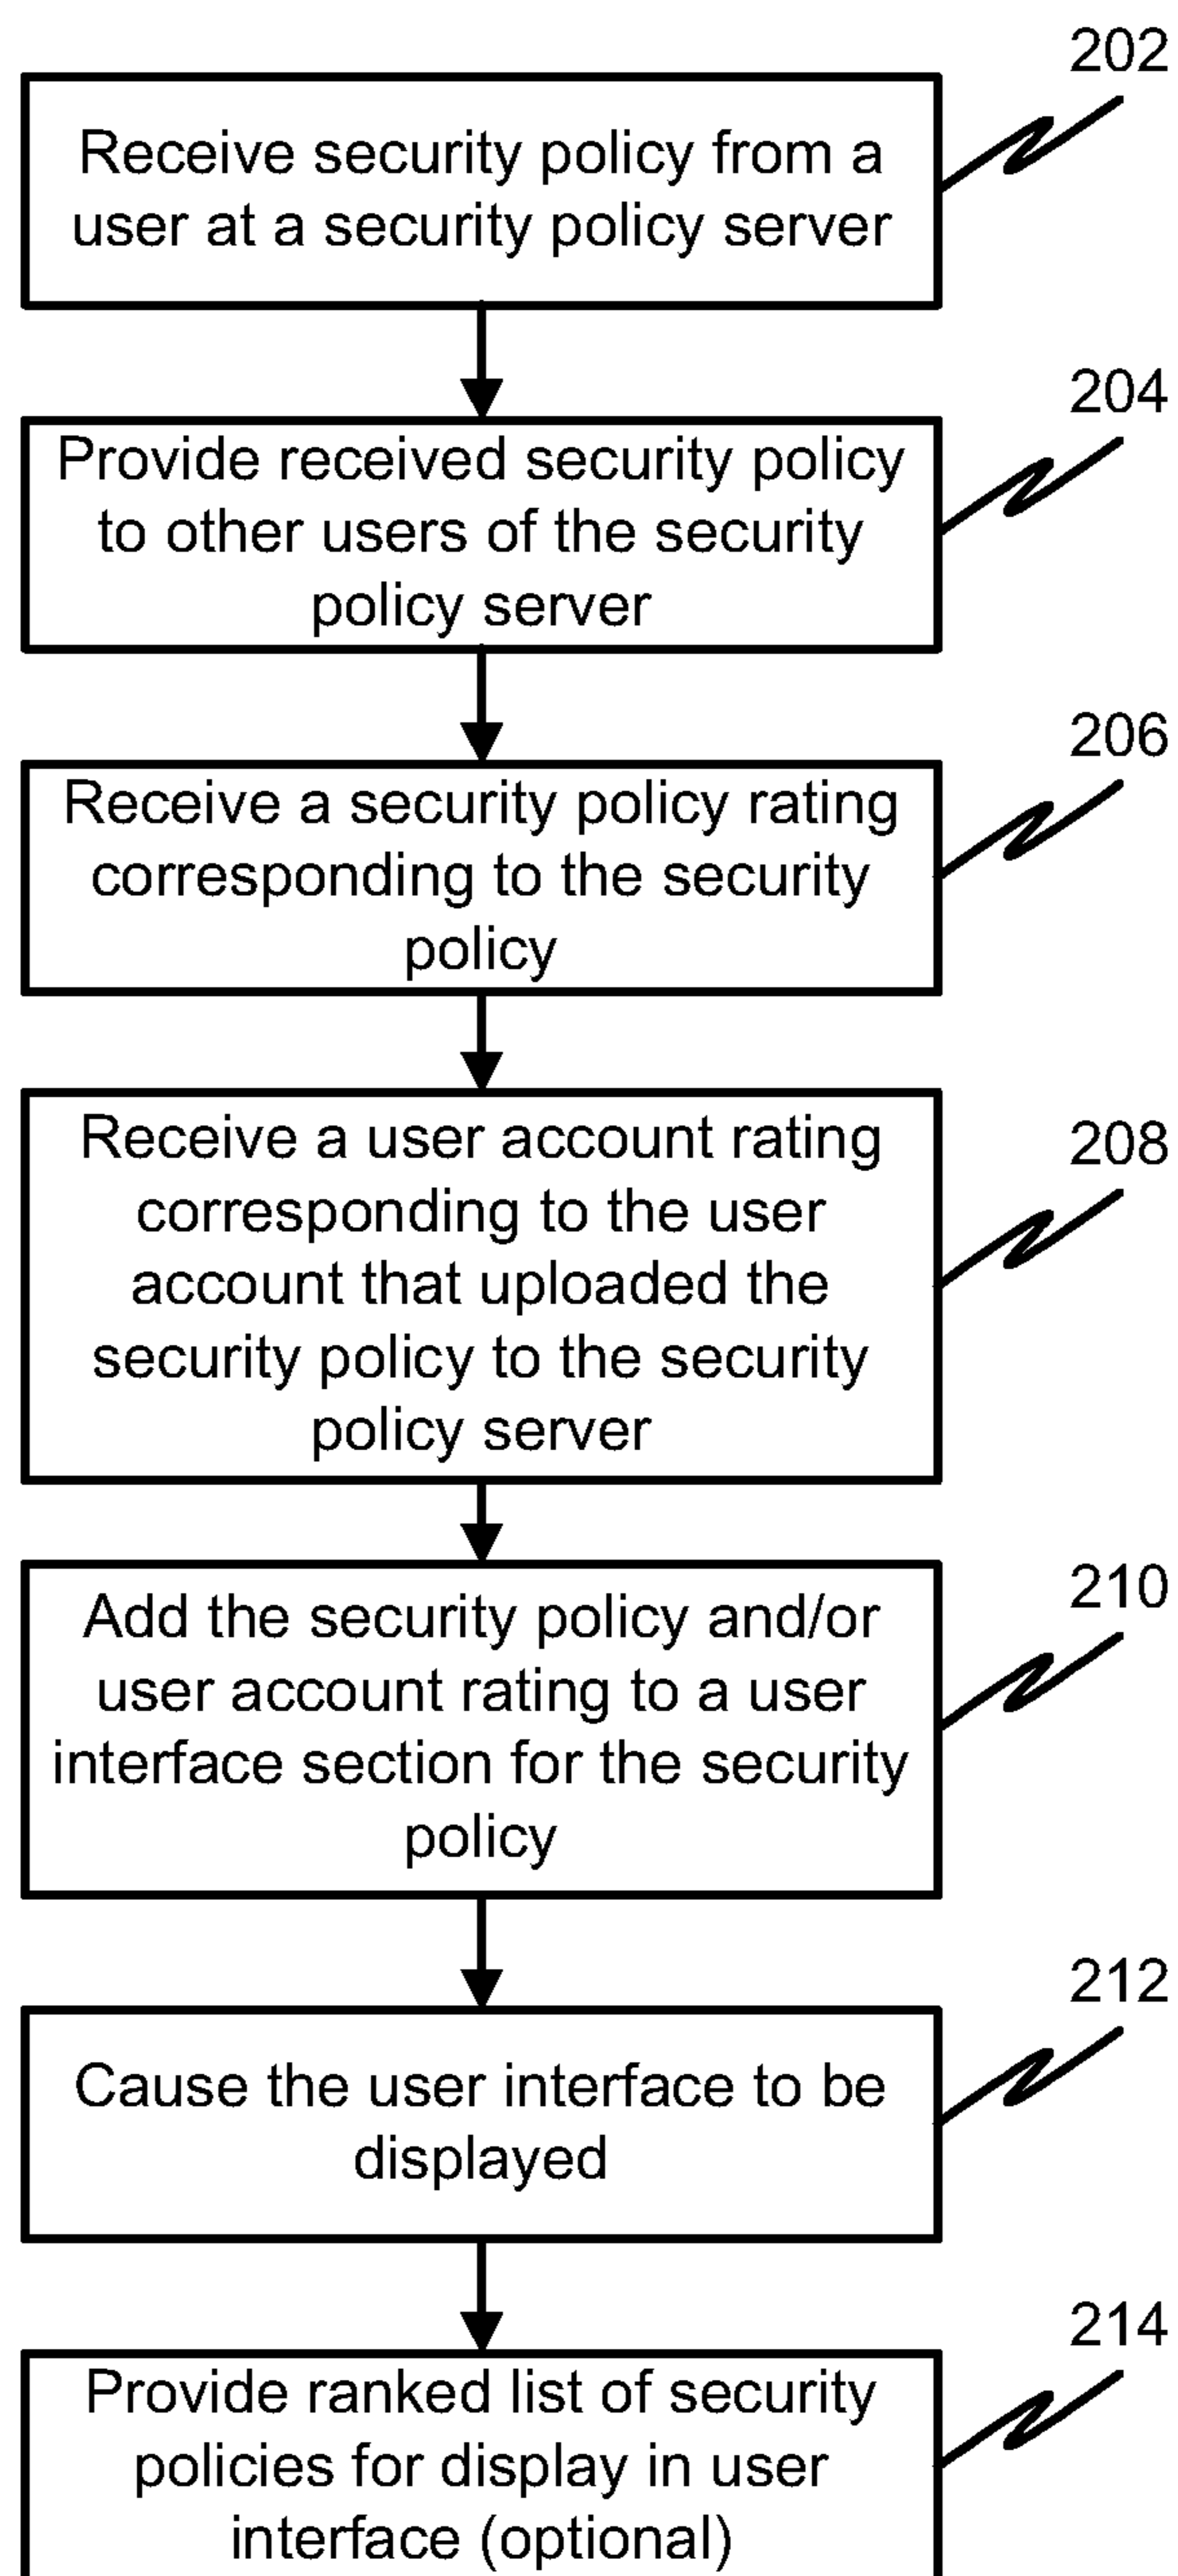 202
Receive security policy from a
user at a security policy server
204
Provide received security policy
to other users of the security
policy server
206
Receive a security policy rating
corresponding to the security
policy
208
Receive a user account rating
corresponding to the user
account that uploaded the
security policy to the security
policy server
210
Add the security policy and/or
user account rating to a user
interface section for the security
policy
212
Cause the user interface to be
displayed
214
Provide ranked list of security
policies for display in user
interface (optional)